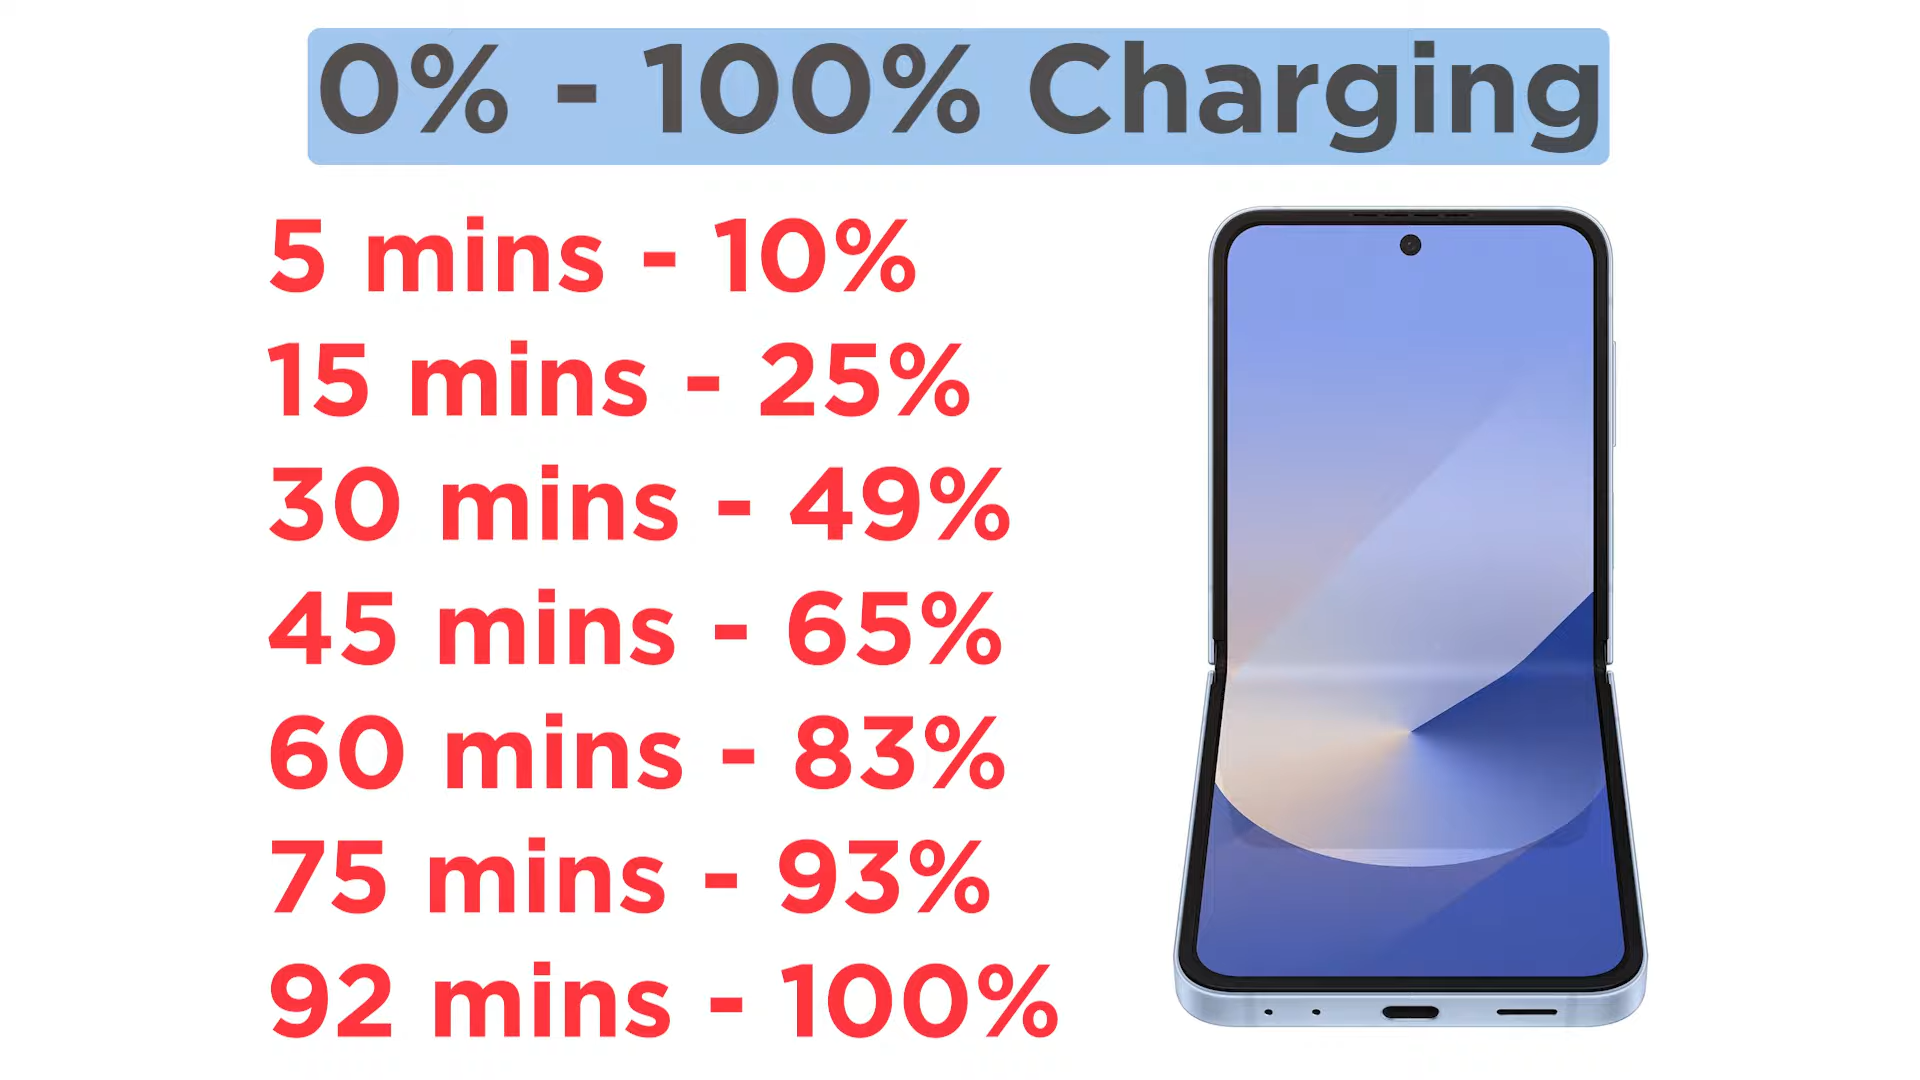 0% - 100% Charging
5 mins - 10%
15 mins - 25%
30 mins - 49%
45 mins - 65%
60 mins - 83%
75 mins - 93%
92 mins - 100%